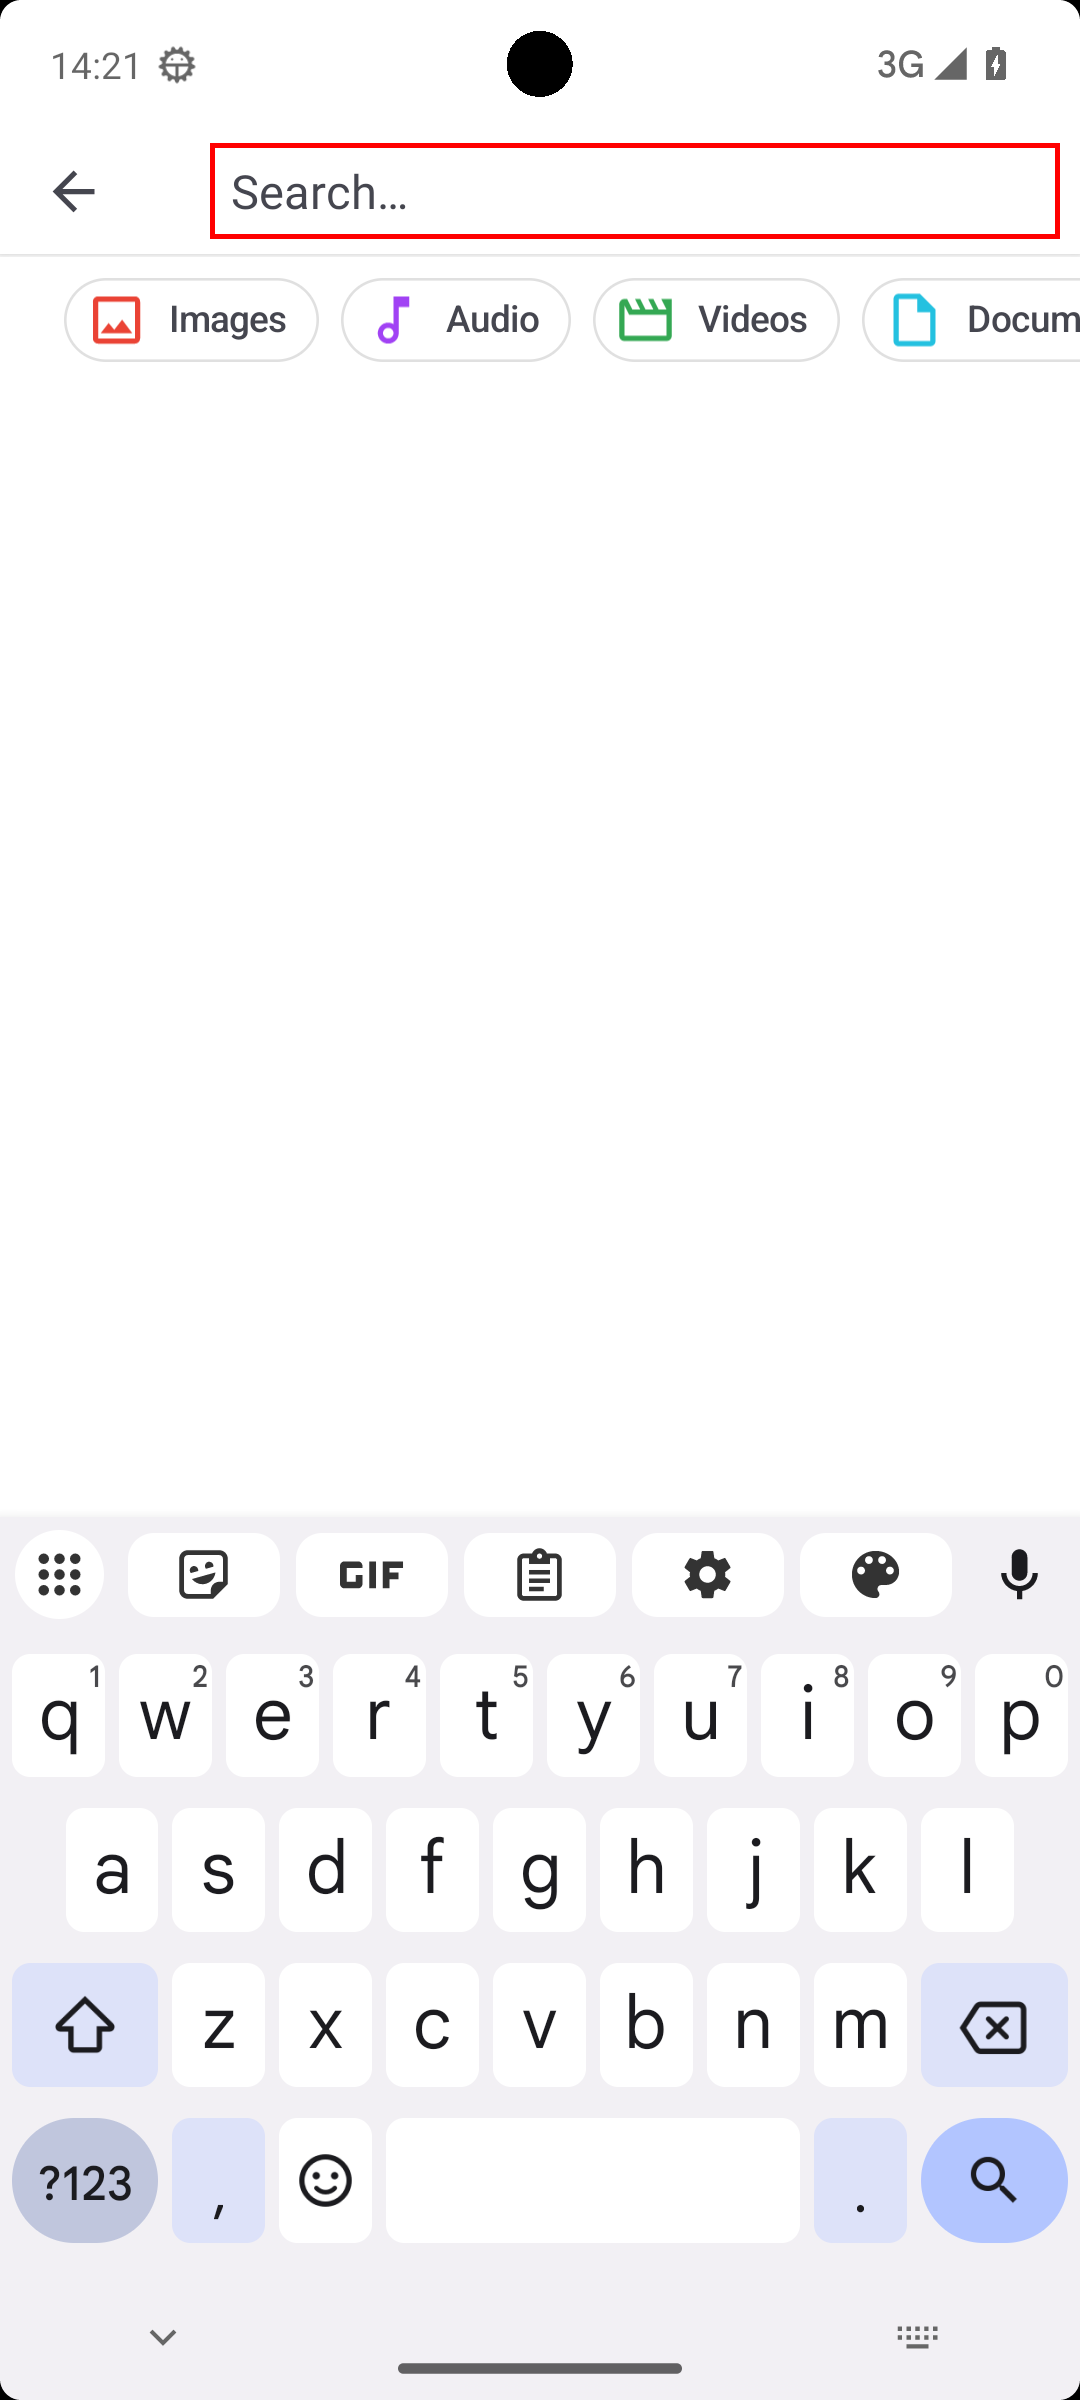 14:21 3G
Search…
Images Audio Videos Docum
GIF
q1 w2 e3 r4 t5 y6 u7 i8 o9 p0
a s d f g h j k l
z x c v b n m
?123 , .